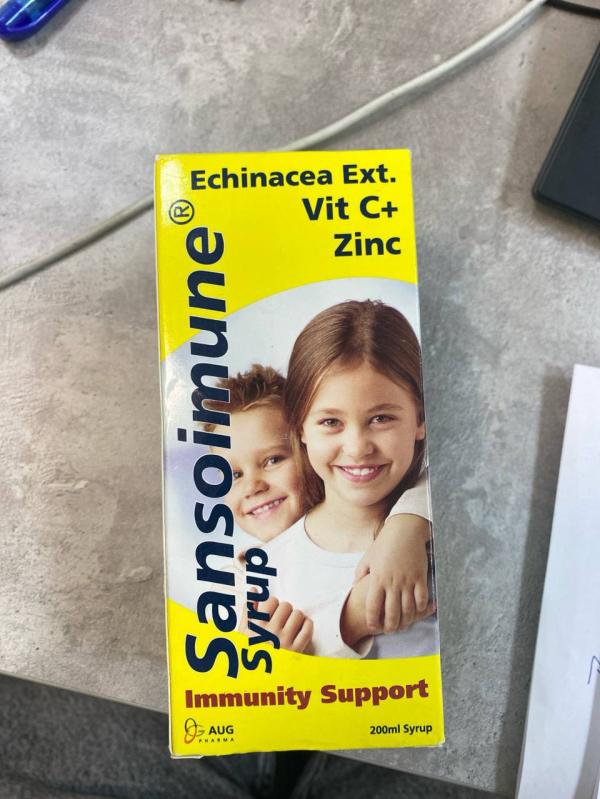 Echinacea Ext.
Vit C+
Zinc
Sansoimune®
Syrup
Immunity Support
AUG
PHARMA
200ml Syrup